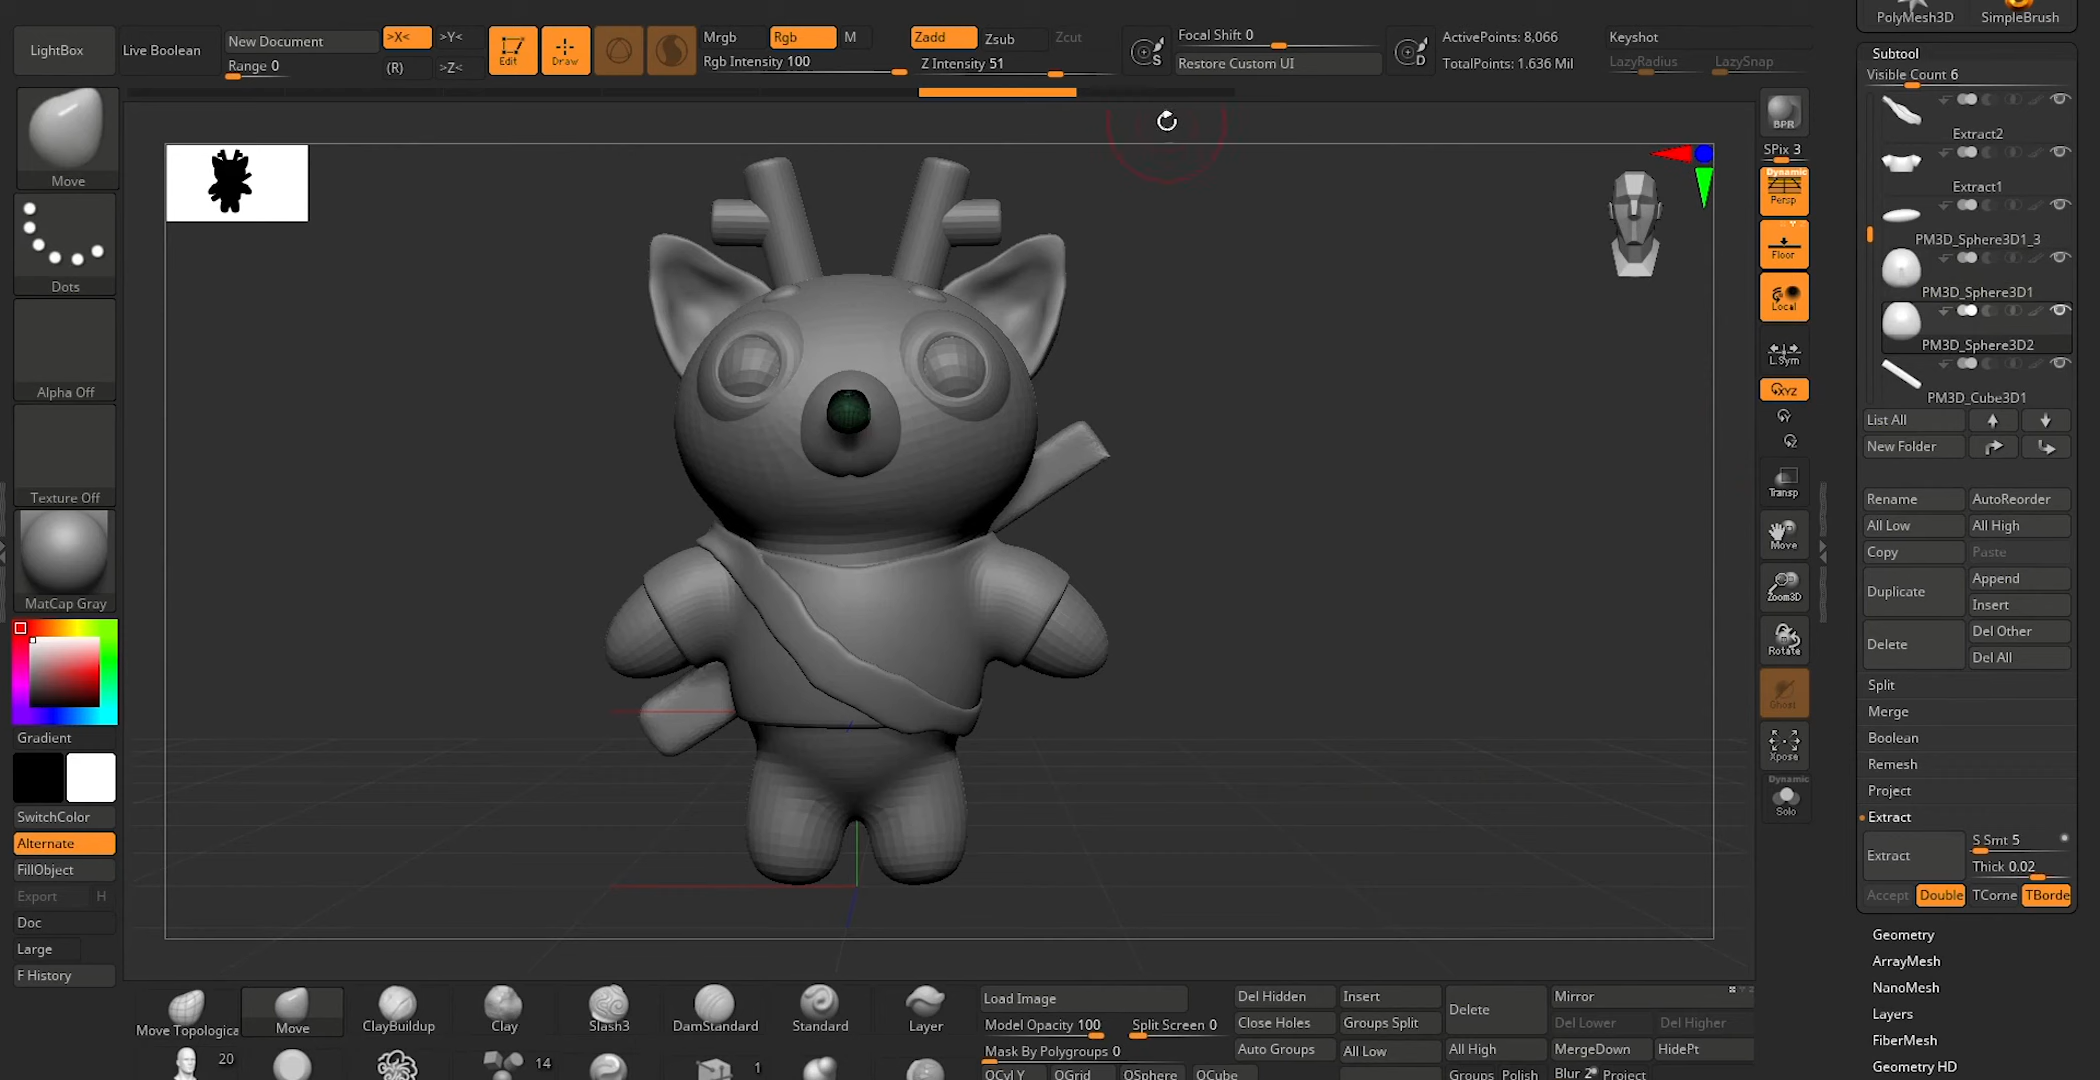 LightBox
Live Boolean
New Document
Range 0
>X<
>Y<
(R)
>Z<
Edit
Draw
Mrgb
Rgb
M
Rgb Intensity 100
Zadd
Zsub
Zcut
Z Intensity 51
S
Focal Shift 0
Restore Custom UI
D
ActivePoints: 8,066
TotalPoints: 1.636 Mil
Keyshot
LazyRadius
LazySnap
PolyMesh3D
SimpleBrush
Subtool
Visible Count 6
Extract2
Extract1
PM3D_Sphere3D1_3
PM3D_Sphere3D1
PM3D_Sphere3D2
PM3D_Cube3D1
List All
New Folder
Rename
AutoReorder
All Low
All High
Copy
Paste
Duplicate
Append
Insert
Delete
Del Other
Del All
Split
Merge
Boolean
Remesh
Project
Extract
Extract
S Smt 5
Thick 0.02
Accept
Double
TCorne
TBorde
Geometry
ArrayMesh
NanoMesh
Layers
FiberMesh
Geometry HD
BPR
SPix 3
Dynamic
Persp
Floor
Local
L.Sym
XYZ
Transp
Move
Zoom3D
Rotate
Ghost
Xpose
Dynamic
Solo
Move
Dots
Alpha Off
Texture Off
MatCap Gray
Gradient
SwitchColor
Alternate
FillObject
Export
H
Doc
Large
F History
Move Topologica
Move
ClayBuildup
Clay
Slash3
DamStandard
Standard
Layer
20
14
1
Load Image
Model Opacity 100
Split Screen 0
Mask By Polygroups 0
QCyl Y
QGrid
QSphere
QCube
Del Hidden
Insert
Close Holes
Groups Split
Auto Groups
All Low
Delete
All High
Groups
Polish
Mirror
Del Lower
Del Higher
MergeDown
HidePt
Blur 2
Project